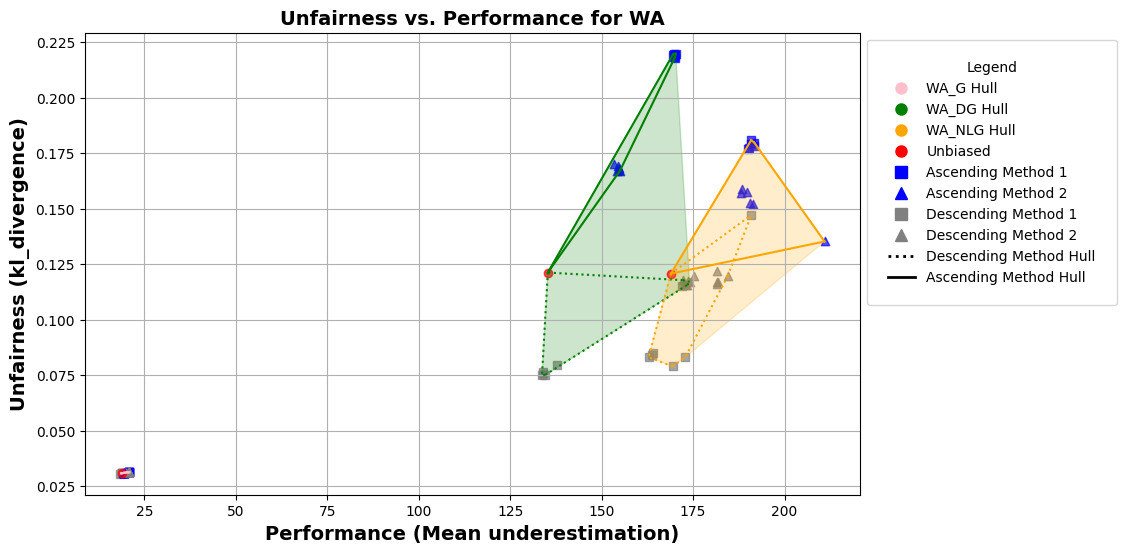 Unfairness vs. Performance for WA
Unfairness (kl_divergence)
0.225
0.200
0.175
0.150
0.125
0.100
0.075
0.050
0.025
25
50
75
100
125
150
175
200
Performance (Mean underestimation)
Legend
WA_G Hull
WA_DG Hull
WA_NLG Hull
Unbiased
Ascending Method 1
Ascending Method 2
Descending Method 1
Descending Method 2
Descending Method Hull
Ascending Method Hull